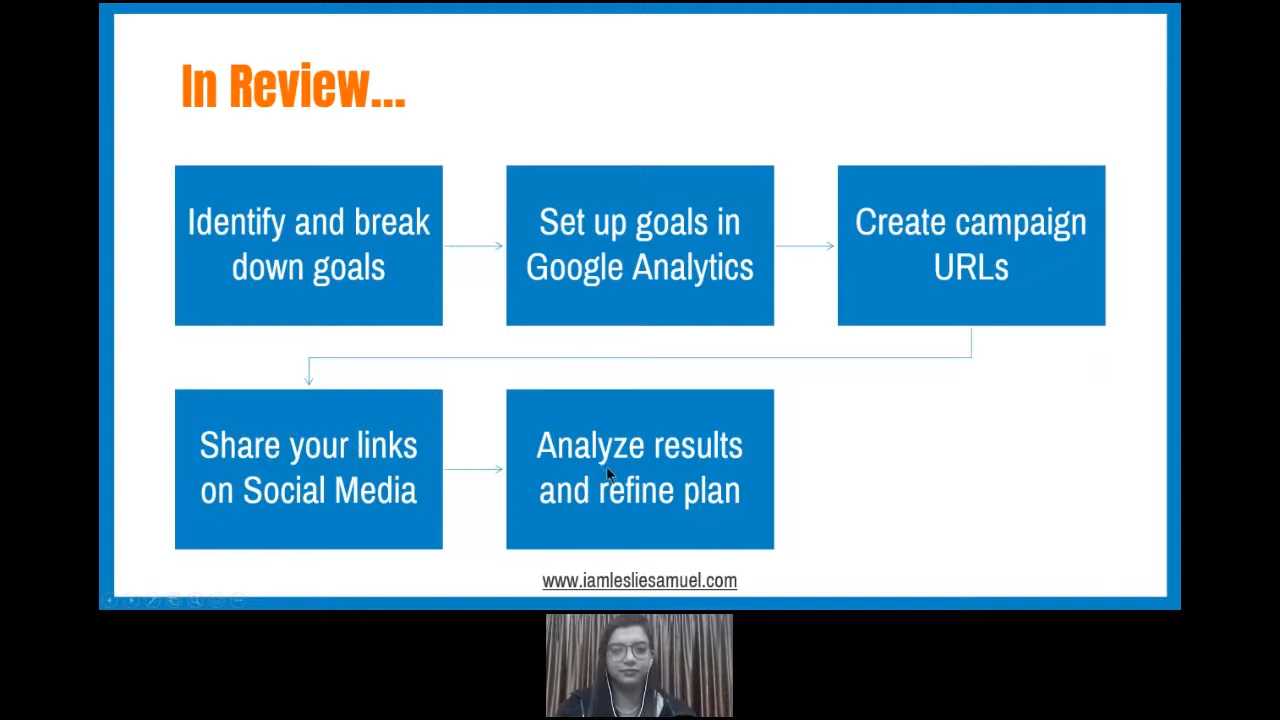 In Review...
Identify and break
down goals
Set up goals in
Google Analytics
Create campaign
URLs
Share your links
on Social Media
Analyze results
and refine plan
www.iamlesliesamuel.com